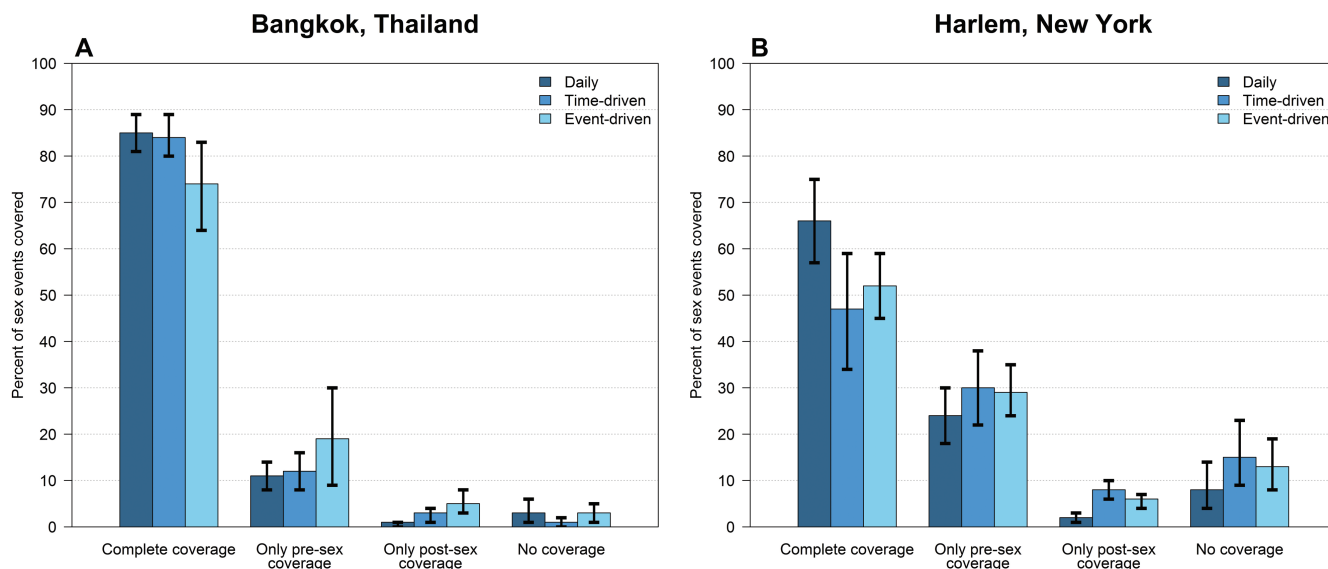 Bangkok, Thailand
A
Percent of sex events covered
100
90
80
70
60
50
40
30
20
10
0
Daily
Time-driven
Event-driven
Complete coverage
Only pre-sex
coverage
Only post-sex
coverage
No coverage
Harlem, New York
B
Percent of sex events covered
100
90
80
70
60
50
40
30
20
10
0
Daily
Time-driven
Event-driven
Complete coverage
Only pre-sex
coverage
Only post-sex
coverage
No coverage